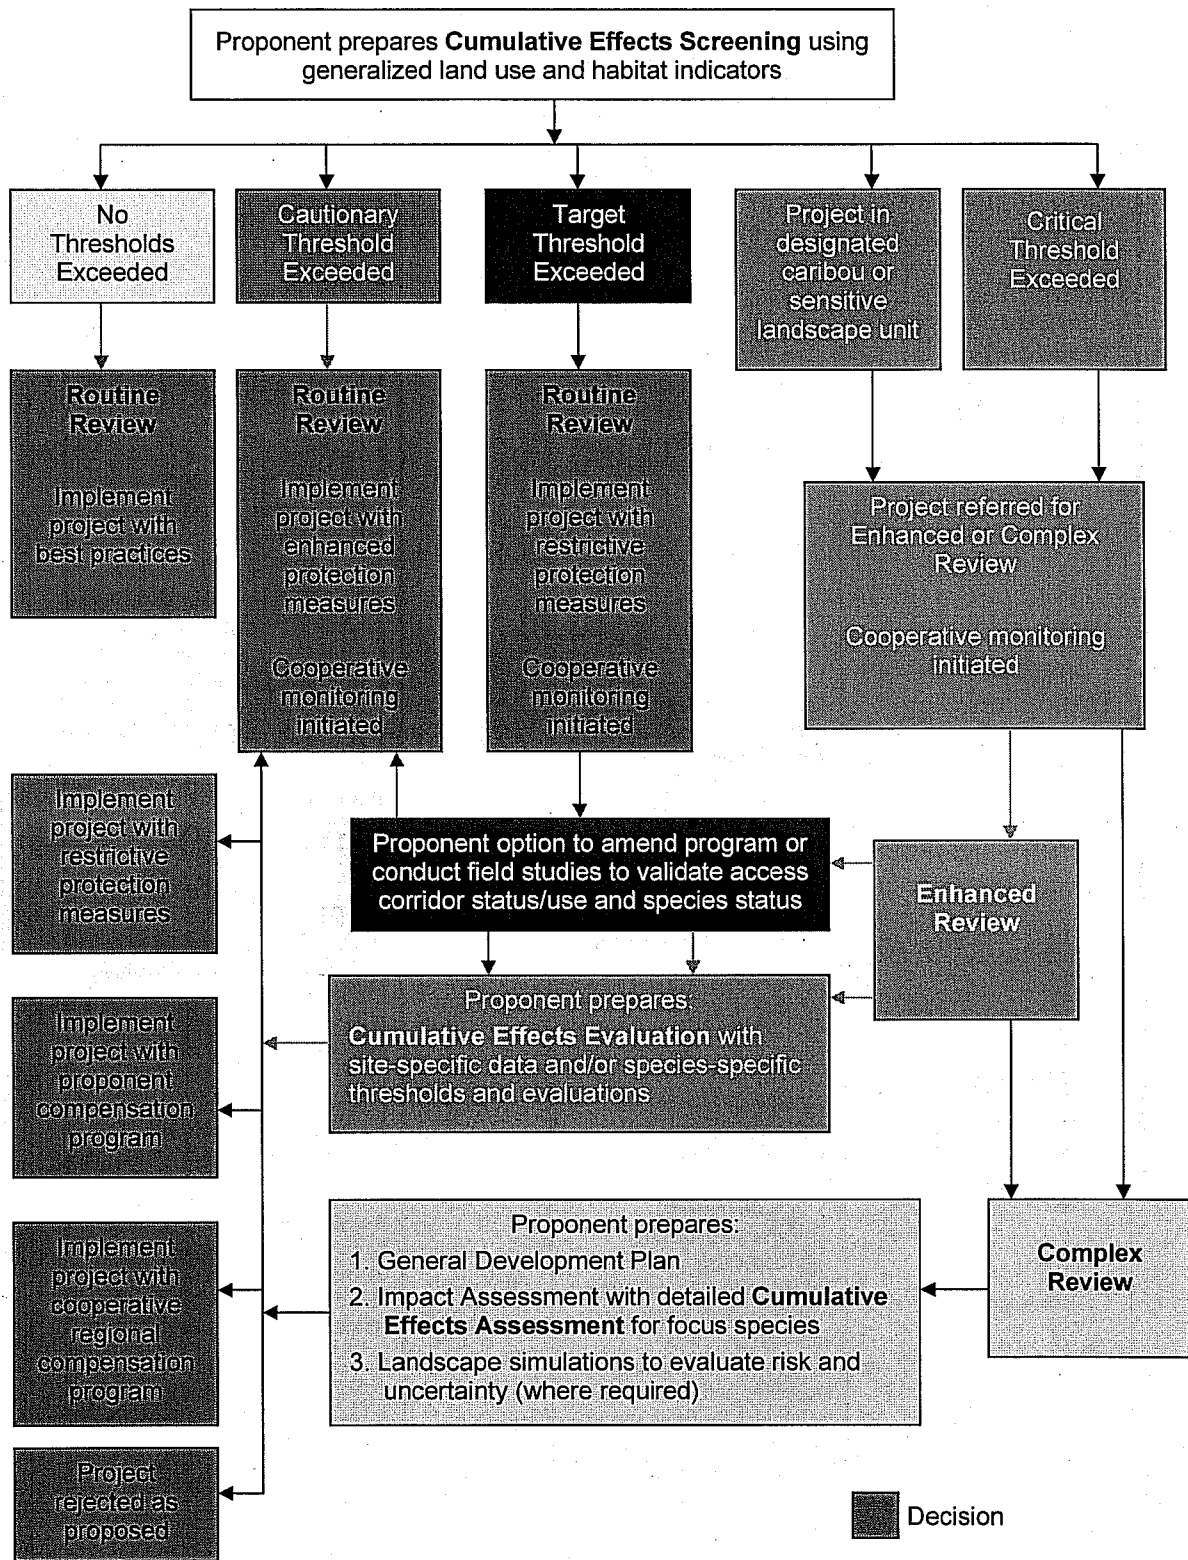 Proponent prepares Cumulative Effects Screening using
generalized land use and habitat indicators
No
Thresholds
Exceeded
Cautionary
Threshold
Exceeded
Target
Threshold
Exceeded
Project in
designated
caribou or
sensitive
landscape unit
Critical
Threshold
Exceeded
Routine
Review
Implement
project with
best practices
Routine
Review
Implement
project with
enhanced
protection
measures
Cooperative
monitoring
initiated
Routine
Review
Implement
project with
restrictive
protection
measures
Cooperative
monitoring
initiated
Project referred for
Enhanced or Complex
Review
Cooperative monitoring
initiated
Implement
project with
restrictive
protection
measures
Proponent option to amend program or
conduct field studies to validate access
corridor status/use and species status
Enhanced
Review
Implement
project with
proponent
compensation
program
Proponent prepares:
Cumulative Effects Evaluation with
site-specific data and/or species-specific
thresholds and evaluations
Implement
project with
cooperative
regional
compensation
program
Proponent prepares:
1. General Development Plan
2. Impact Assessment with detailed Cumulative
Effects Assessment for focus species
3. Landscape simulations to evaluate risk and
uncertainty (where required)
Complex
Review
Project
rejected as
proposed
Decision